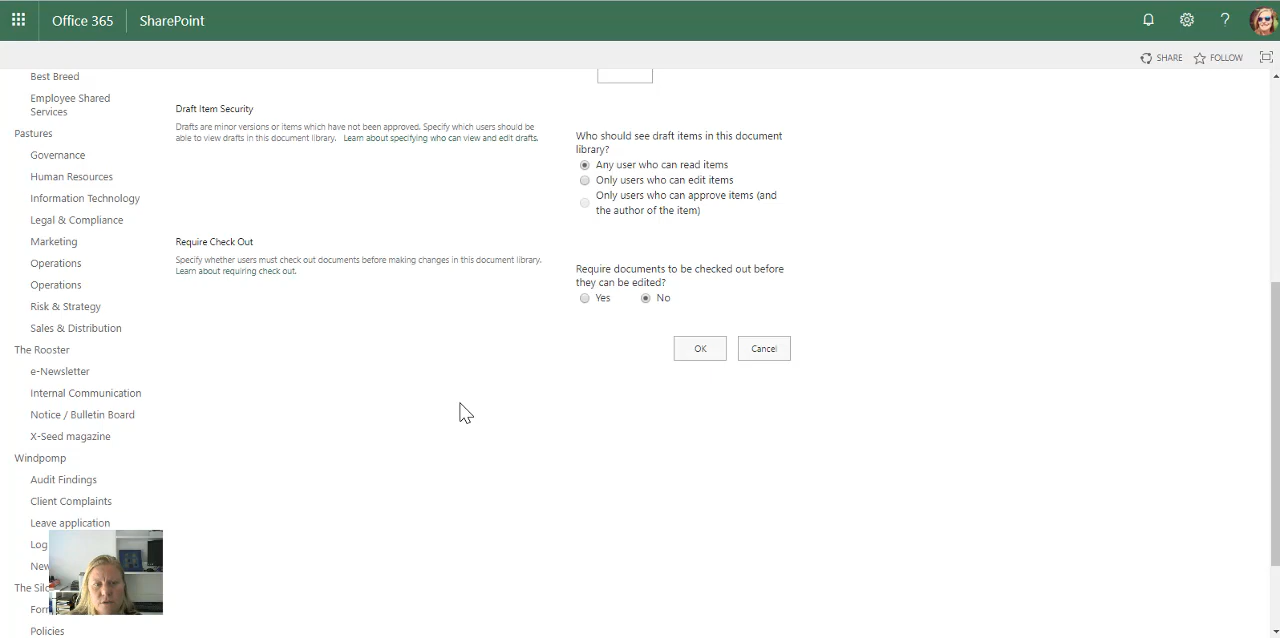 Office 365
SharePoint
?
SHARE
FOLLOW
Best Breed
Employee Shared
Services
Pastures
Governance
Human Resources
Information Technology
Legal & Compliance
Marketing
Operations
Operations
Risk & Strategy
Sales & Distribution
The Rooster
e-Newsletter
Internal Communication
Notice / Bulletin Board
X-Seed magazine
Windpomp
Audit Findings
Client Complaints
Leave application
Log
New
The Silo
Form
Policies
Draft Item Security
Drafts are minor versions or items which have not been approved. Specify which users should be
able to view drafts in this document library. Learn about specifying who can view and edit drafts.
Who should see draft items in this document
library?
Any user who can read items
Only users who can edit items
Only users who can approve items (and
the author of the item)
Require Check Out
Specify whether users must check out documents before making changes in this document library.
Learn about requiring check out.
Require documents to be checked out before
they can be edited?
Yes No
OK Cancel